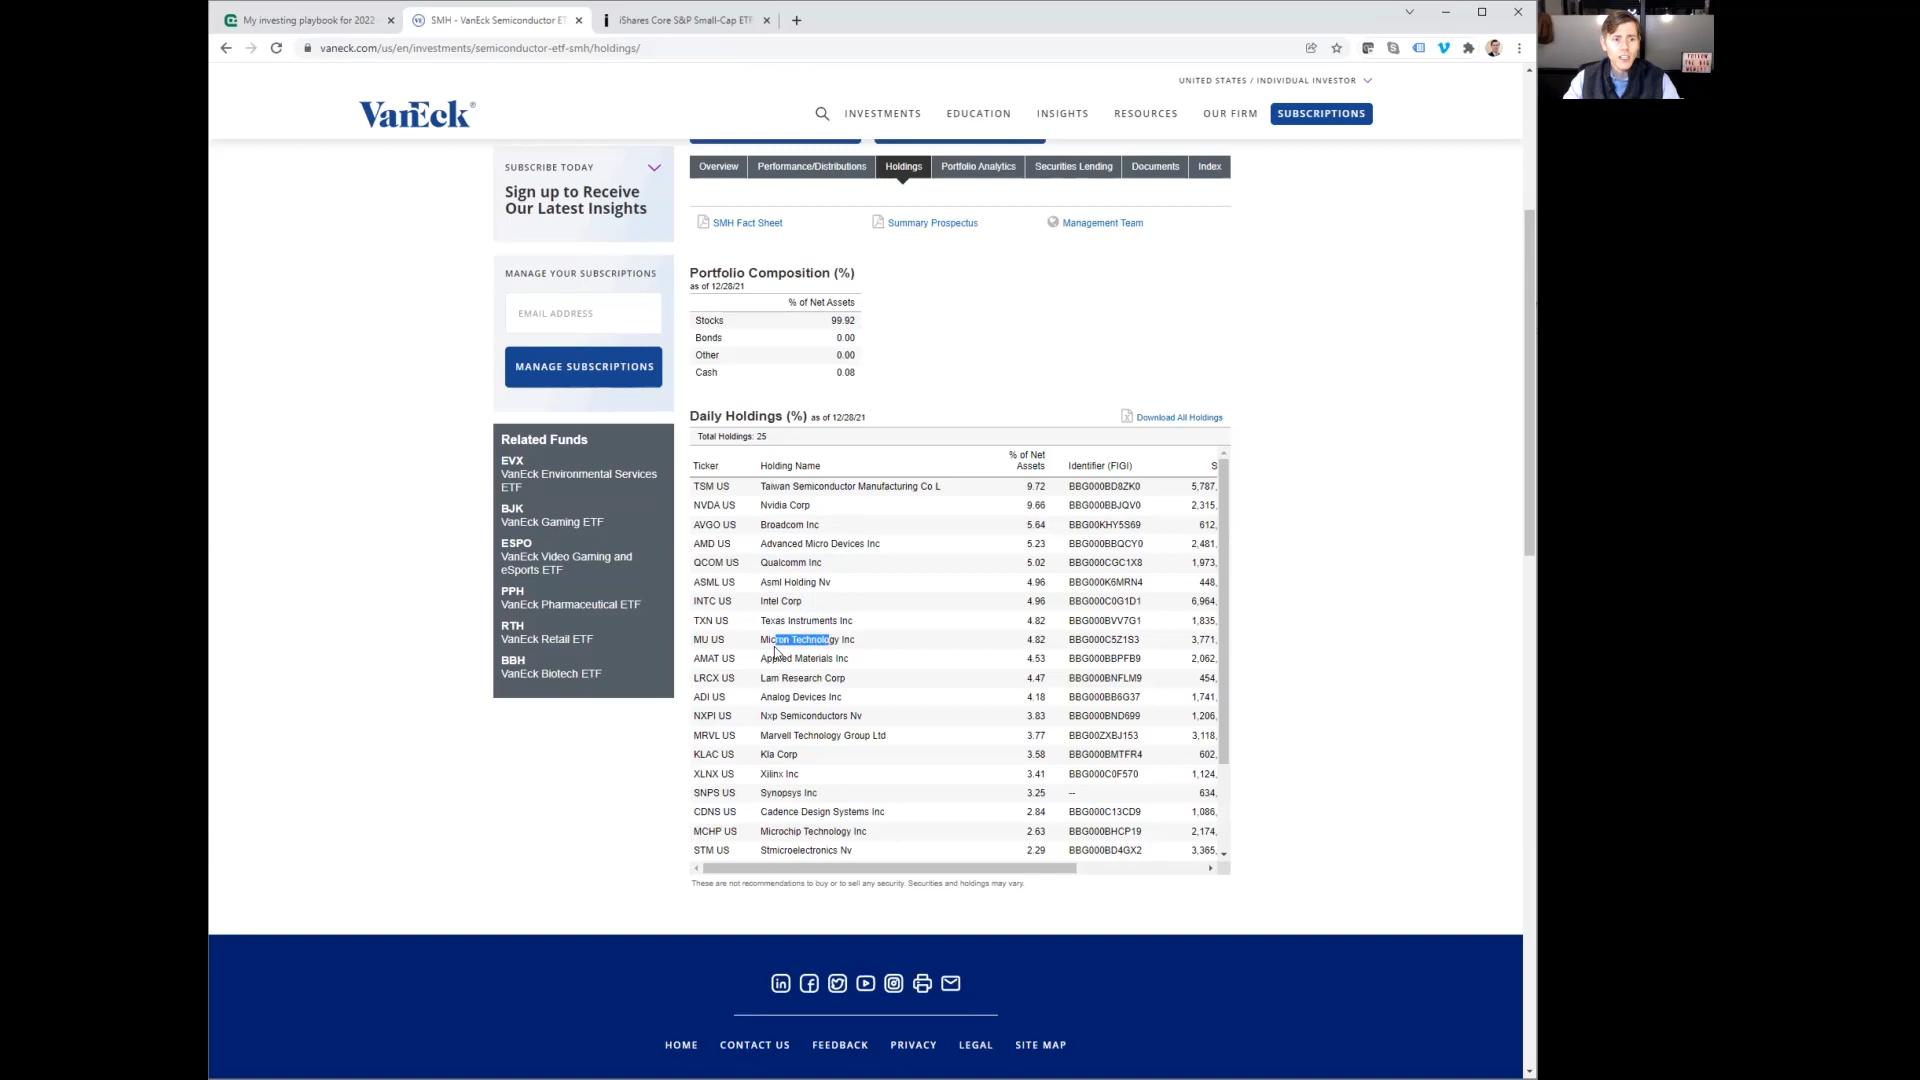 My investing playbook for 2022
SMH - VanEck Semiconductor ET
iShares Core S&P Small-Cap ETF
vaneck.com/us/en/investments/semiconductor-etf-smh/holdings/
UNITED STATES / INDIVIDUAL INVESTOR
VanEck®
INVESTMENTS EDUCATION INSIGHTS RESOURCES OUR FIRM SUBSCRIPTIONS
SUBSCRIBE TODAY
Sign up to Receive
Our Latest Insights
MANAGE YOUR SUBSCRIPTIONS
EMAIL ADDRESS
MANAGE SUBSCRIPTIONS
Related Funds
EVX
VanEck Environmental Services
ETF
BJK
VanEck Gaming ETF
ESPO
VanEck Video Gaming and
eSports ETF
PPH
VanEck Pharmaceutical ETF
RTH
VanEck Retail ETF
BBH
VanEck Biotech ETF
Overview Performance/Distributions Holdings Portfolio Analytics Securities Lending Documents Index
SMH Fact Sheet Summary Prospectus Management Team
Portfolio Composition (%)
as of 12/28/21
% of Net Assets
Stocks 99.92
Bonds 0.00
Other 0.00
Cash 0.08
Daily Holdings (%) as of 12/28/21 Download All Holdings
Total Holdings: 25
% of Net
Ticker Holding Name Assets Identifier (FIGI) S
TSM US Taiwan Semiconductor Manufacturing Co L 9.72 BBG000BD8ZK0 5,787,
NVDA US Nvidia Corp 9.66 BBG000BBJQV0 2,315,
AVGO US Broadcom Inc 5.64 BBG00KHY5S69 612,
AMD US Advanced Micro Devices Inc 5.23 BBG000BBQCY0 2,481,
QCOM US Qualcomm Inc 5.02 BBG000CGC1X8 1,973,
ASML US Asml Holding Nv 4.96 BBG000K6MRN4 448,
INTC US Intel Corp 4.96 BBG000C0G1D1 6,964,
TXN US Texas Instruments Inc 4.82 BBG000BVV7G1 1,835,
MU US Micron Technology Inc 4.82 BBG000C5Z1S3 3,771,
AMAT US Applied Materials Inc 4.53 BBG000BBPFB9 2,062,
LRCX US Lam Research Corp 4.47 BBG000BNFLM9 454,
ADI US Analog Devices Inc 4.18 BBG000BB6G37 1,741,
NXPI US Nxp Semiconductors Nv 3.83 BBG000BND699 1,206,
MRVL US Marvell Technology Group Ltd 3.77 BBG00ZXBJ153 3,118,
KLAC US Kla Corp 3.58 BBG000BMTFR4 602,
XLNX US Xilinx Inc 3.41 BBG000C0F570 1,124,
SNPS US Synopsys Inc 3.25 -- 634,
CDNS US Cadence Design Systems Inc 2.84 BBG000C13CD9 1,086,
MCHP US Microchip Technology Inc 2.63 BBG000BHCP19 2,174,
STM US Stmicroelectronics Nv 2.29 BBG000BD4GX2 3,365,
These are not recommendations to buy or to sell any security. Securities and holdings may vary.
HOME CONTACT US FEEDBACK PRIVACY LEGAL SITE MAP